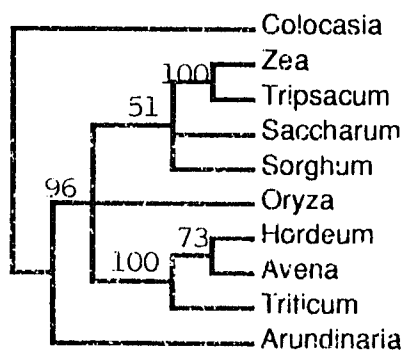 Colocasia
Zea
100
Tripsacum
51
Saccharum
Sorghum
96
Oryza
Hordeum
73
100
Avena
Triticum
Arundinaria